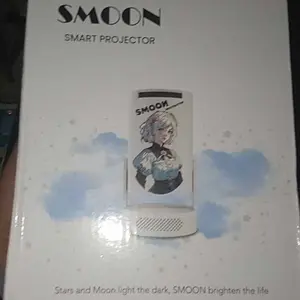 SMOON
SMART PROJECTOR
SMOON
Stars and Moon light the dark, SMOON brighten the life